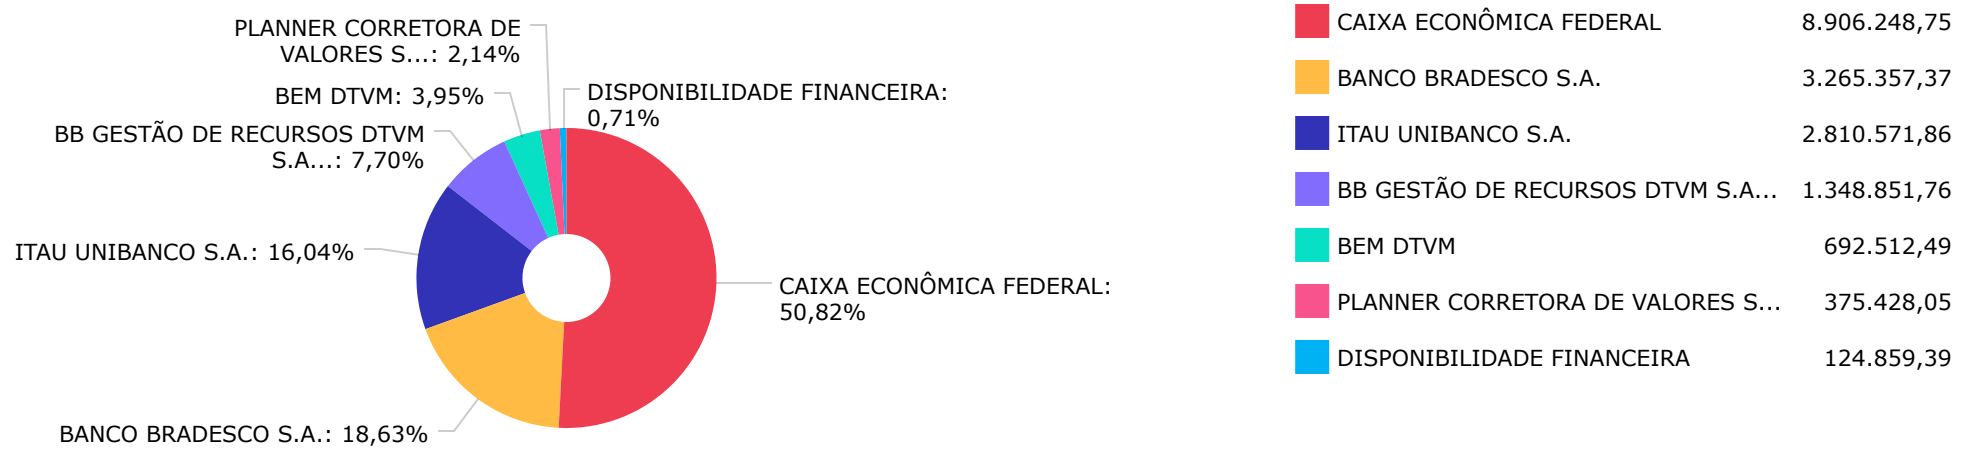 PLANNER CORRETORA DE
VALORES S...: 2,14%
BEM DTVM: 3,95%
DISPONIBILIDADE FINANCEIRA:
0,71%
BB GESTÃO DE RECURSOS DTVM
S.A...: 7,70%
ITAU UNIBANCO S.A.: 16,04%
CAIXA ECONÔMICA FEDERAL:
50,82%
BANCO BRADESCO S.A.: 18,63%
CAIXA ECONÔMICA FEDERAL 8.906.248,75
BANCO BRADESCO S.A. 3.265.357,37
ITAU UNIBANCO S.A. 2.810.571,86
BB GESTÃO DE RECURSOS DTVM S.A... 1.348.851,76
BEM DTVM 692.512,49
PLANNER CORRETORA DE VALORES S... 375.428,05
DISPONIBILIDADE FINANCEIRA 124.859,39